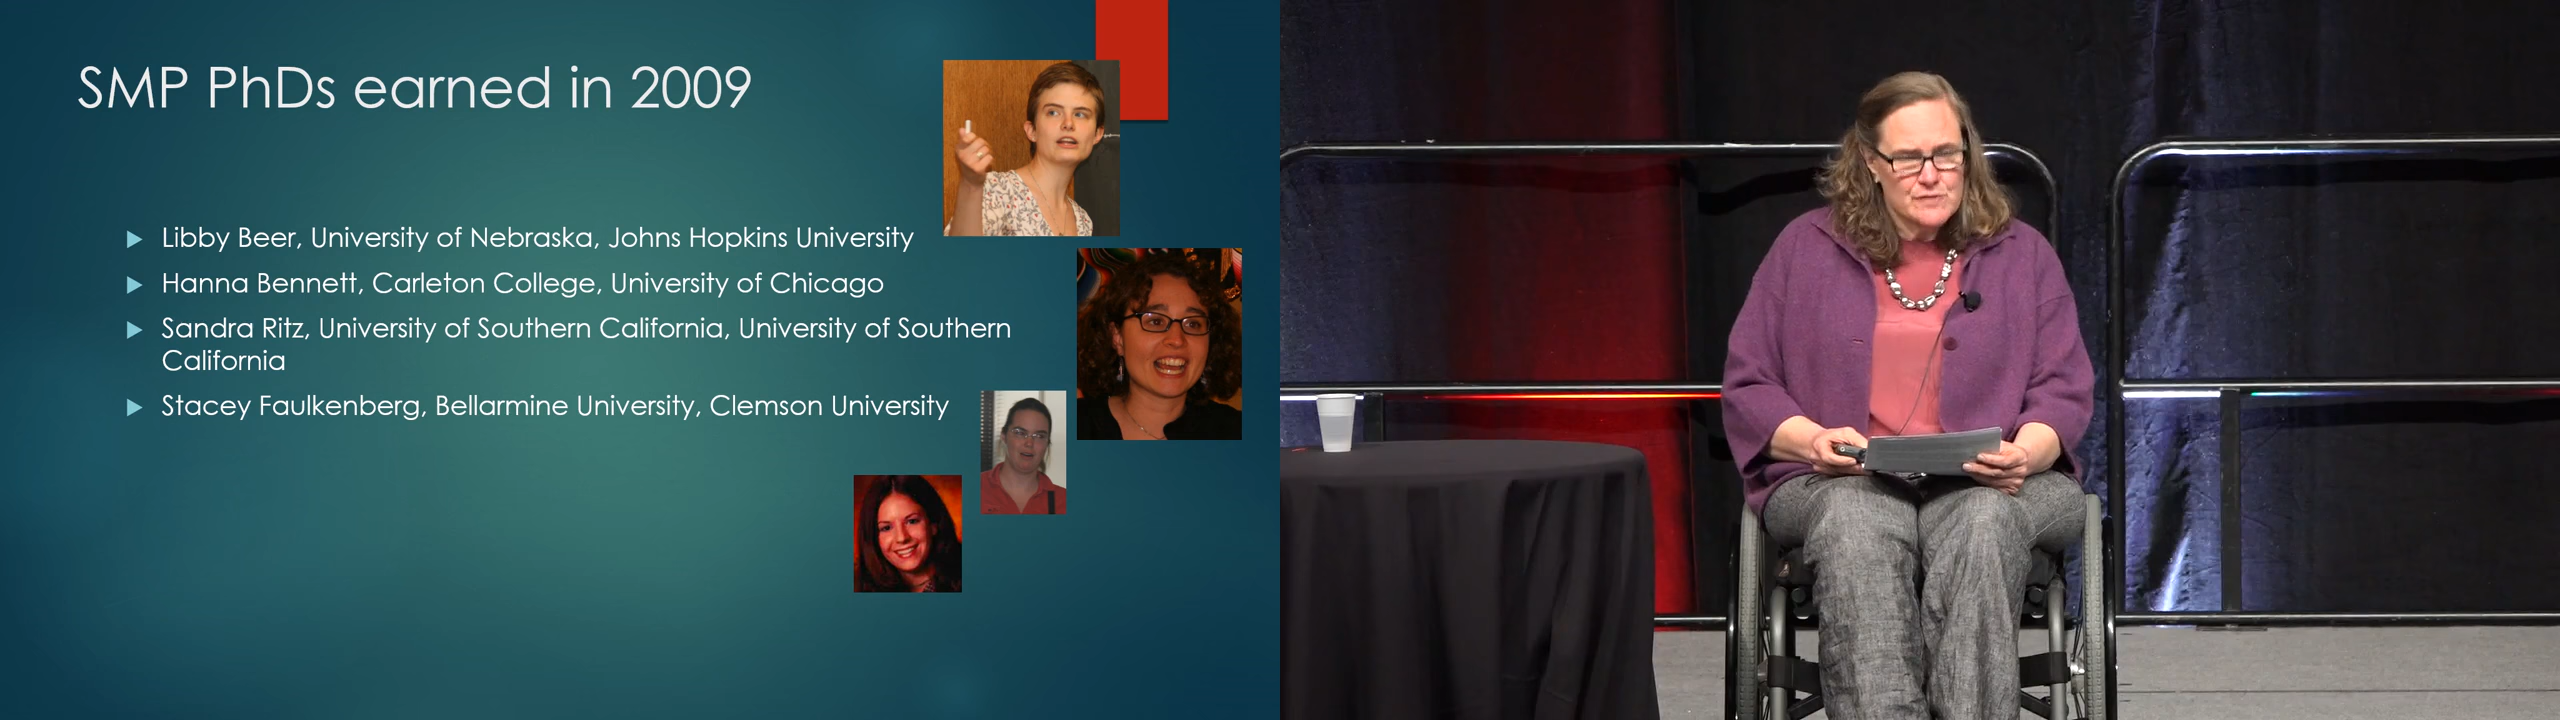 SMP PhDs earned in 2009
Libby Beer, University of Nebraska, Johns Hopkins University
Hanna Bennett, Carleton College, University of Chicago
Sandra Ritz, University of Southern California, University of Southern
California
Stacey Faulkenberg, Bellarmine University, Clemson University